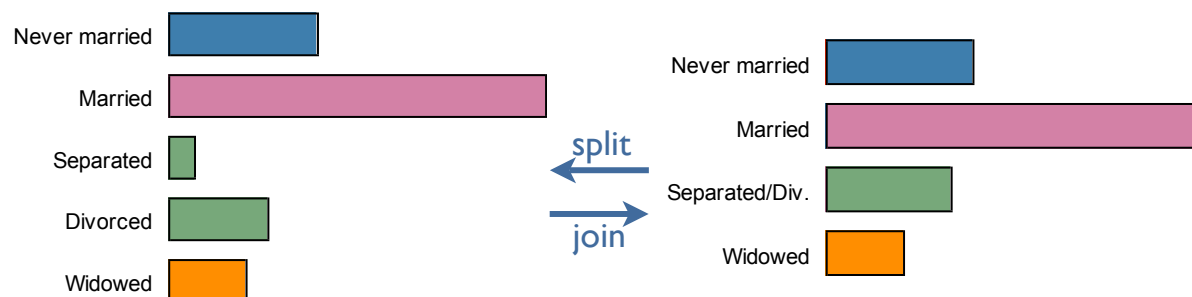 Never married
Married
Separated
Divorced
Widowed
split
join
Never married
Married
Separated/Div.
Widowed